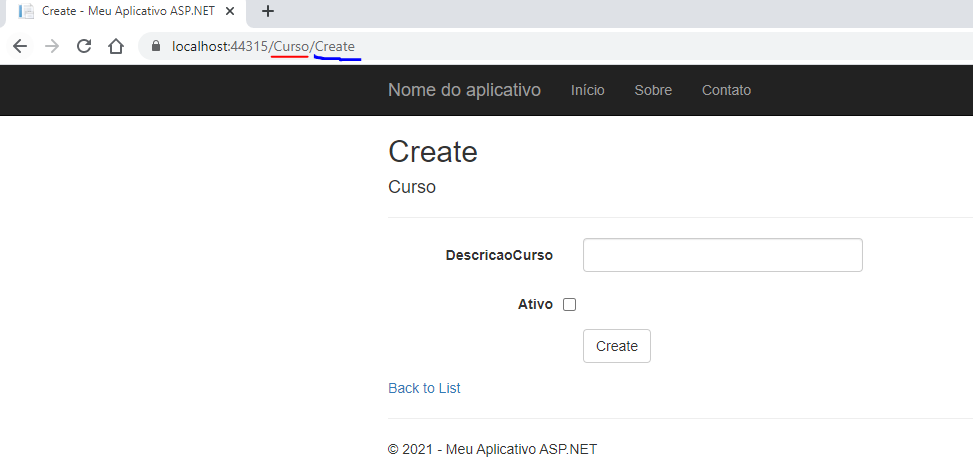 Create - Meu Aplicativo ASP.NET
localhost:44315/Curso/Create
Nome do aplicativo Início Sobre Contato
Create
Curso
DescricaoCurso
Ativo
Create
Back to List
© 2021 - Meu Aplicativo ASP.NET